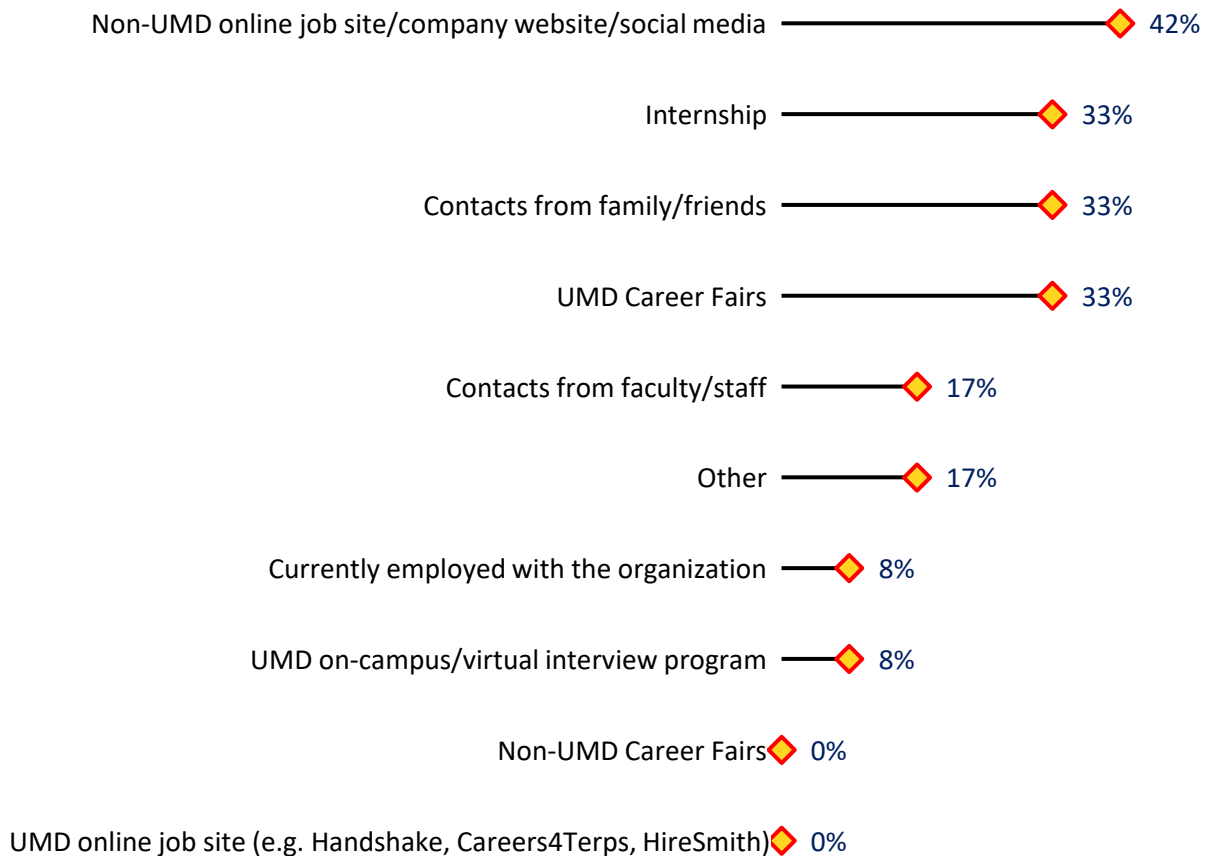 Non-UMD online job site/company website/social media 42%
Internship 33%
Contacts from family/friends 33%
UMD Career Fairs 33%
Contacts from faculty/staff 17%
Other 17%
Currently employed with the organization 8%
UMD on-campus/virtual interview program 8%
Non-UMD Career Fairs 0%
UMD online job site (e.g. Handshake, Careers4Terps, HireSmith) 0%